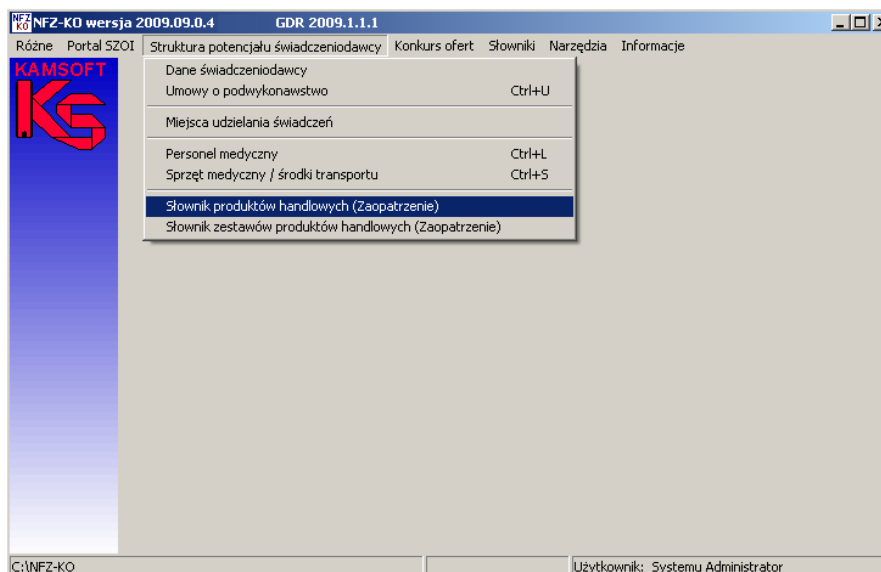 NFZ-KO wersja 2009.09.0.4 GDR 2009.1.1.1
Różne Portal SZOI Struktura potencjału świadczeniodawcy Konkurs ofert Słowniki Narzędzia Informacje
KAMSOFT
Dane świadczeniodawcy
Umowy o podwykonawstwo Ctrl+U
Miejsca udzielania świadczeń
Personel medyczny Ctrl+L
Sprzęt medyczny / środki transportu Ctrl+S
Słownik produktów handlowych (Zaopatrzenie)
Słownik zestawów produktów handlowych (Zaopatrzenie)
C:\NFZ-KO Użytkownik: Systemu Administrator